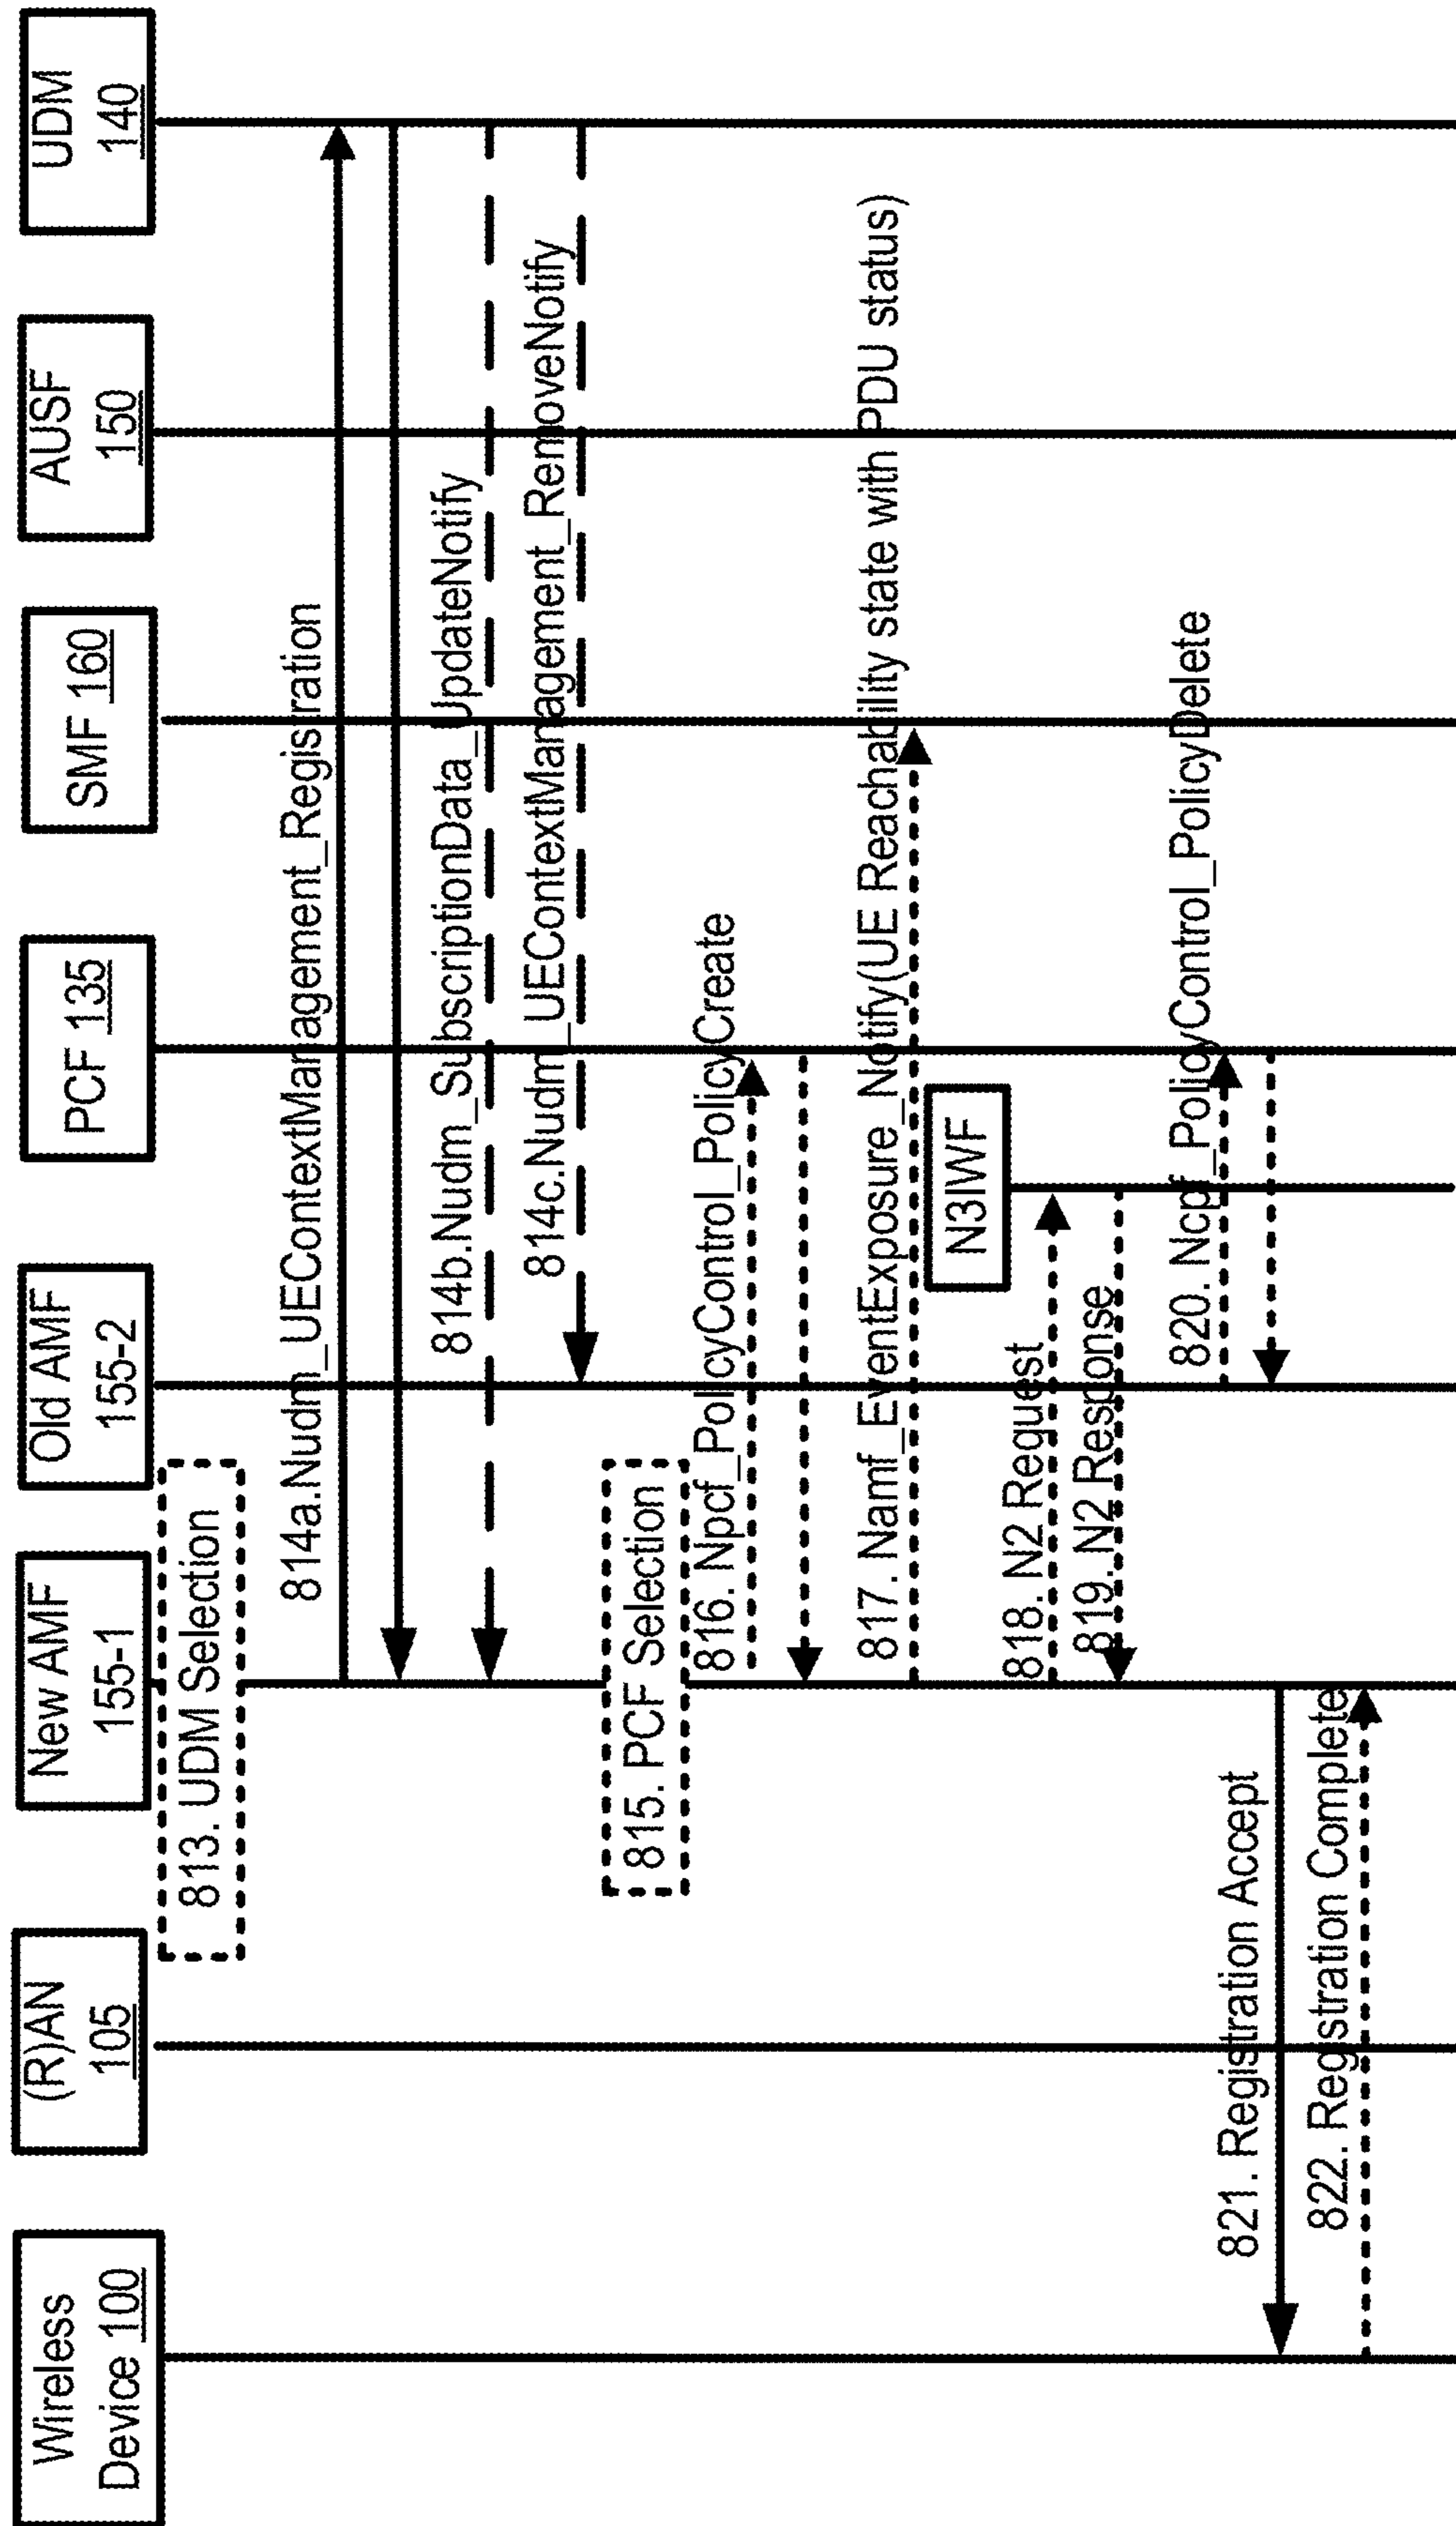 Wireless
Device 100
(R)AN
105
New AMF
155-1
Old AMF
155-2
PCF 135
SMF 160
AUSF
150
UDM
140
813. UDM Selection
814a.Nudm_UEContextManagement_Registration
814b.Nudm_SubscriptionData_UpdateNotify
814c.Nudm_UEContextManagement_RemoveNotify
815. PCF Selection
816. Npcf_PolicyControl_PolicyCreate
817. Namf_EventExposure_Notify(UE Reachability state with PDU status)
N3IWF
818. N2 Request
819. N2 Response
820. Ncpf_PolicyControl_PolicyDelete
821. Registration Accept
822. Registration Complete